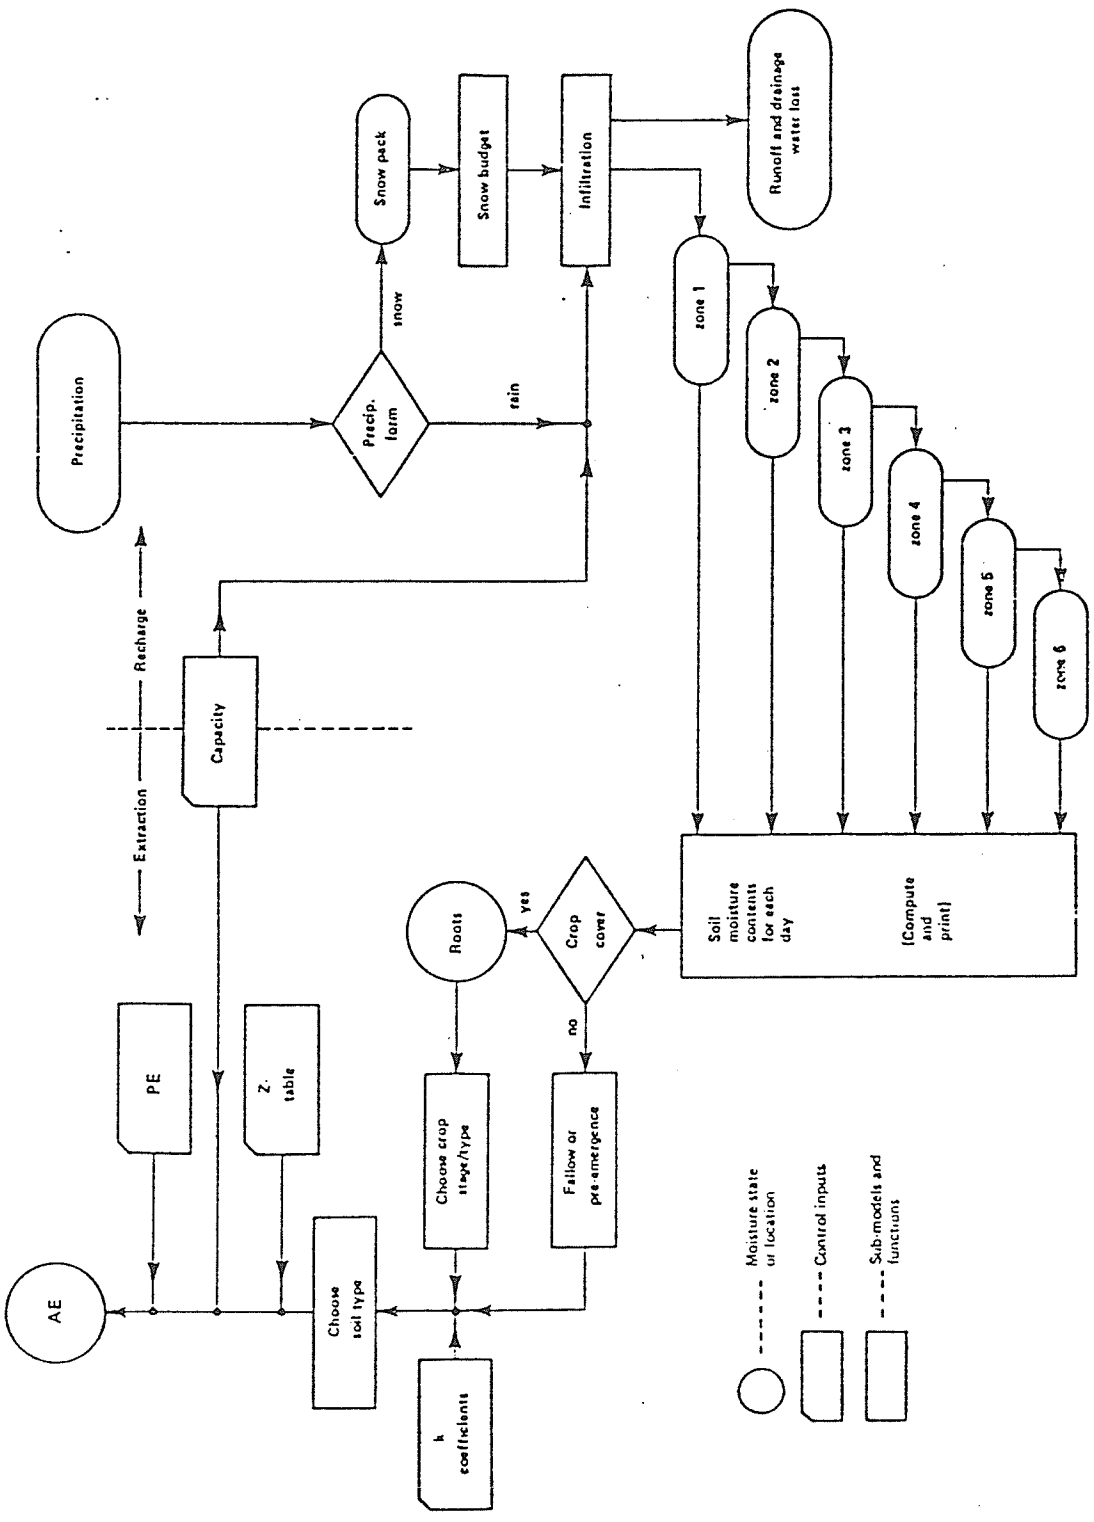 AE
PE
Z-
table
Choose
soil type
k
coefficients
Choose crop
stage/type
Fallow or
pre-emergence
Roots
yes
no
Crop
cover
Extraction
Recharge
Capacity
Soil
moisture
contents
for each
day
(Compute
and
print)
Precipitation
Precip.
form
snow
rain
Snow pack
Snow budget
Infiltration
Runoff and drainage
water loss
zone 1
zone 2
zone 3
zone 4
zone 5
zone 6
Moisture state
or location
Control inputs
Sub-models and
functions